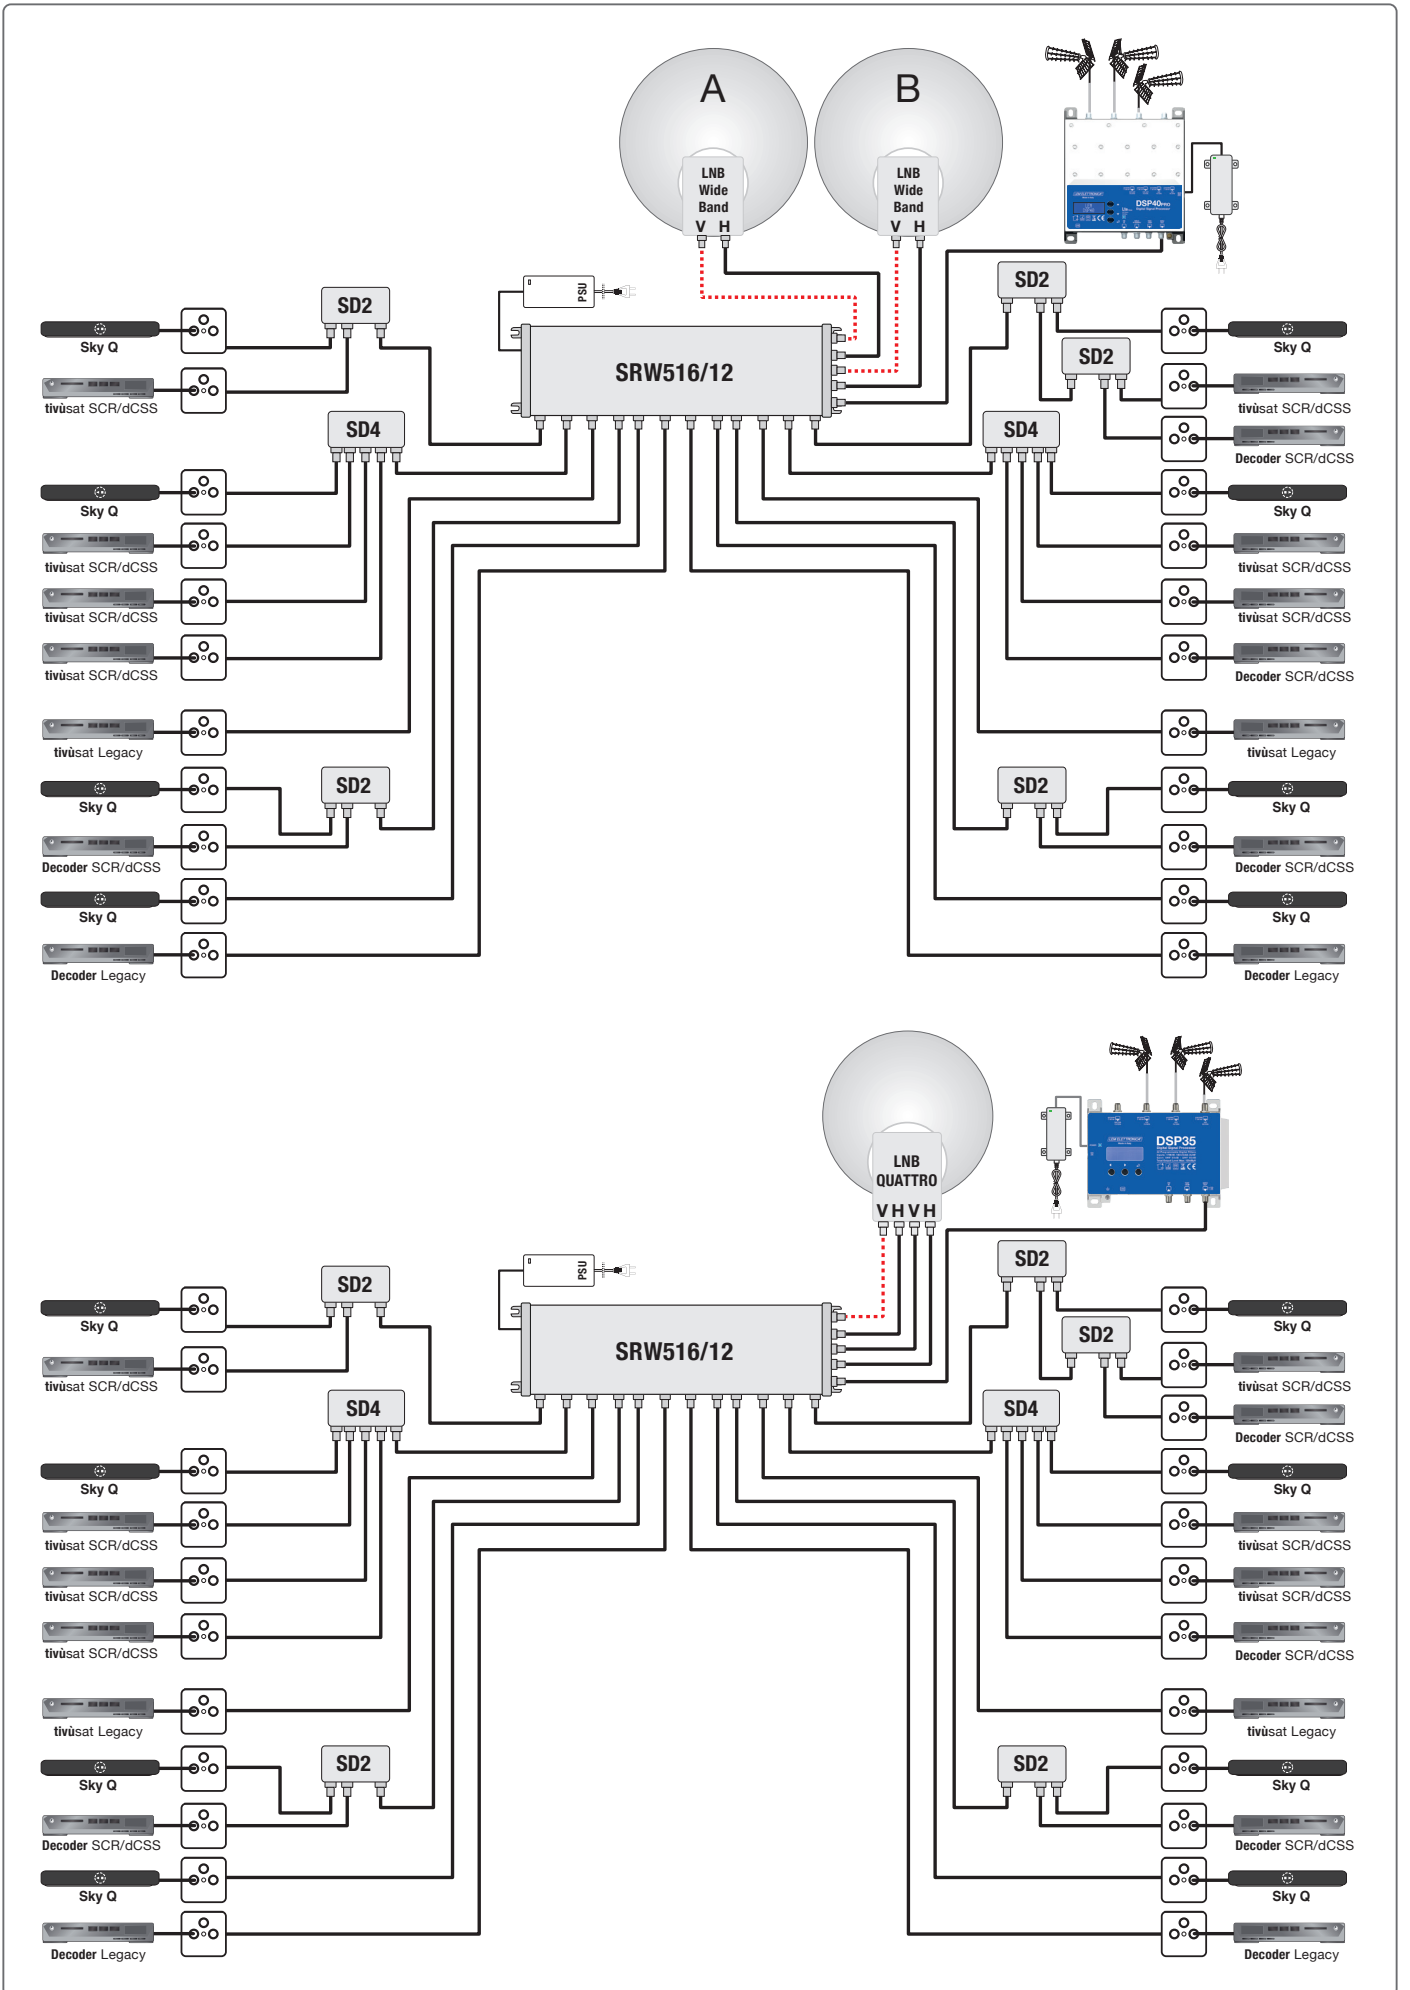 A
B
LNB
Wide
Band
V H
LNB
Wide
Band
V H
DSP40PRO
Digital Signal Processor
PSU
SD2
SD2
SRW516/12
Sky Q
Sky Q
SD2
tivùsat SCR/dCSS
tivùsat SCR/dCSS
SD4
SD4
Decoder SCR/dCSS
Sky Q
Sky Q
tivùsat SCR/dCSS
tivùsat SCR/dCSS
tivùsat SCR/dCSS
tivùsat SCR/dCSS
tivùsat SCR/dCSS
Decoder SCR/dCSS
tivùsat Legacy
tivùsat Legacy
SD2
SD2
Sky Q
Sky Q
Decoder SCR/dCSS
Decoder SCR/dCSS
Sky Q
Sky Q
Decoder Legacy
Decoder Legacy
LNB
QUATTRO
V H V H
DSP35
Digital Signal Processor
PSU
SD2
SD2
SRW516/12
Sky Q
Sky Q
SD2
tivùsat SCR/dCSS
tivùsat SCR/dCSS
SD4
SD4
Decoder SCR/dCSS
Sky Q
Sky Q
tivùsat SCR/dCSS
tivùsat SCR/dCSS
tivùsat SCR/dCSS
tivùsat SCR/dCSS
tivùsat SCR/dCSS
Decoder SCR/dCSS
tivùsat Legacy
tivùsat Legacy
SD2
SD2
Sky Q
Sky Q
Decoder SCR/dCSS
Decoder SCR/dCSS
Sky Q
Sky Q
Decoder Legacy
Decoder Legacy